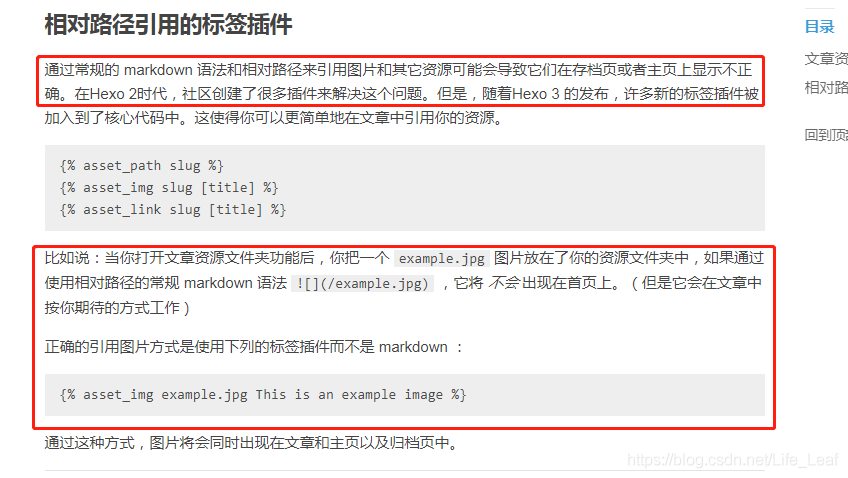 相对路径引用的标签插件
目录
通过常规的 markdown 语法和相对路径来引用图片和其它资源可能会导致它们在存档页或者主页上显示不正
文章资
确。在Hexo 2时代，社区创建了很多插件来解决这个问题。但是，随着Hexo 3 的发布，许多新的标签插件被
相对路
加入到了核心代码中。这使得你可以更简单地在文章中引用你的资源。
回到顶
{% asset_path slug %}
{% asset_img slug [title] %}
{% asset_link slug [title] %}
比如说：当你打开文章资源文件夹功能后，你把一个 example.jpg 图片放在了你的资源文件夹中，如果通过
使用相对路径的常规 markdown 语法 ![](/example.jpg) ，它将 不会 出现在首页上。（但是它会在文章中
按你期待的方式工作）
正确的引用图片方式是使用下列的标签插件而不是 markdown ：
{% asset_img example.jpg This is an example image %}
通过这种方式，图片将会同时出现在文章和主页以及归档页中。
https://blog.csdn.net/Life_Leaf